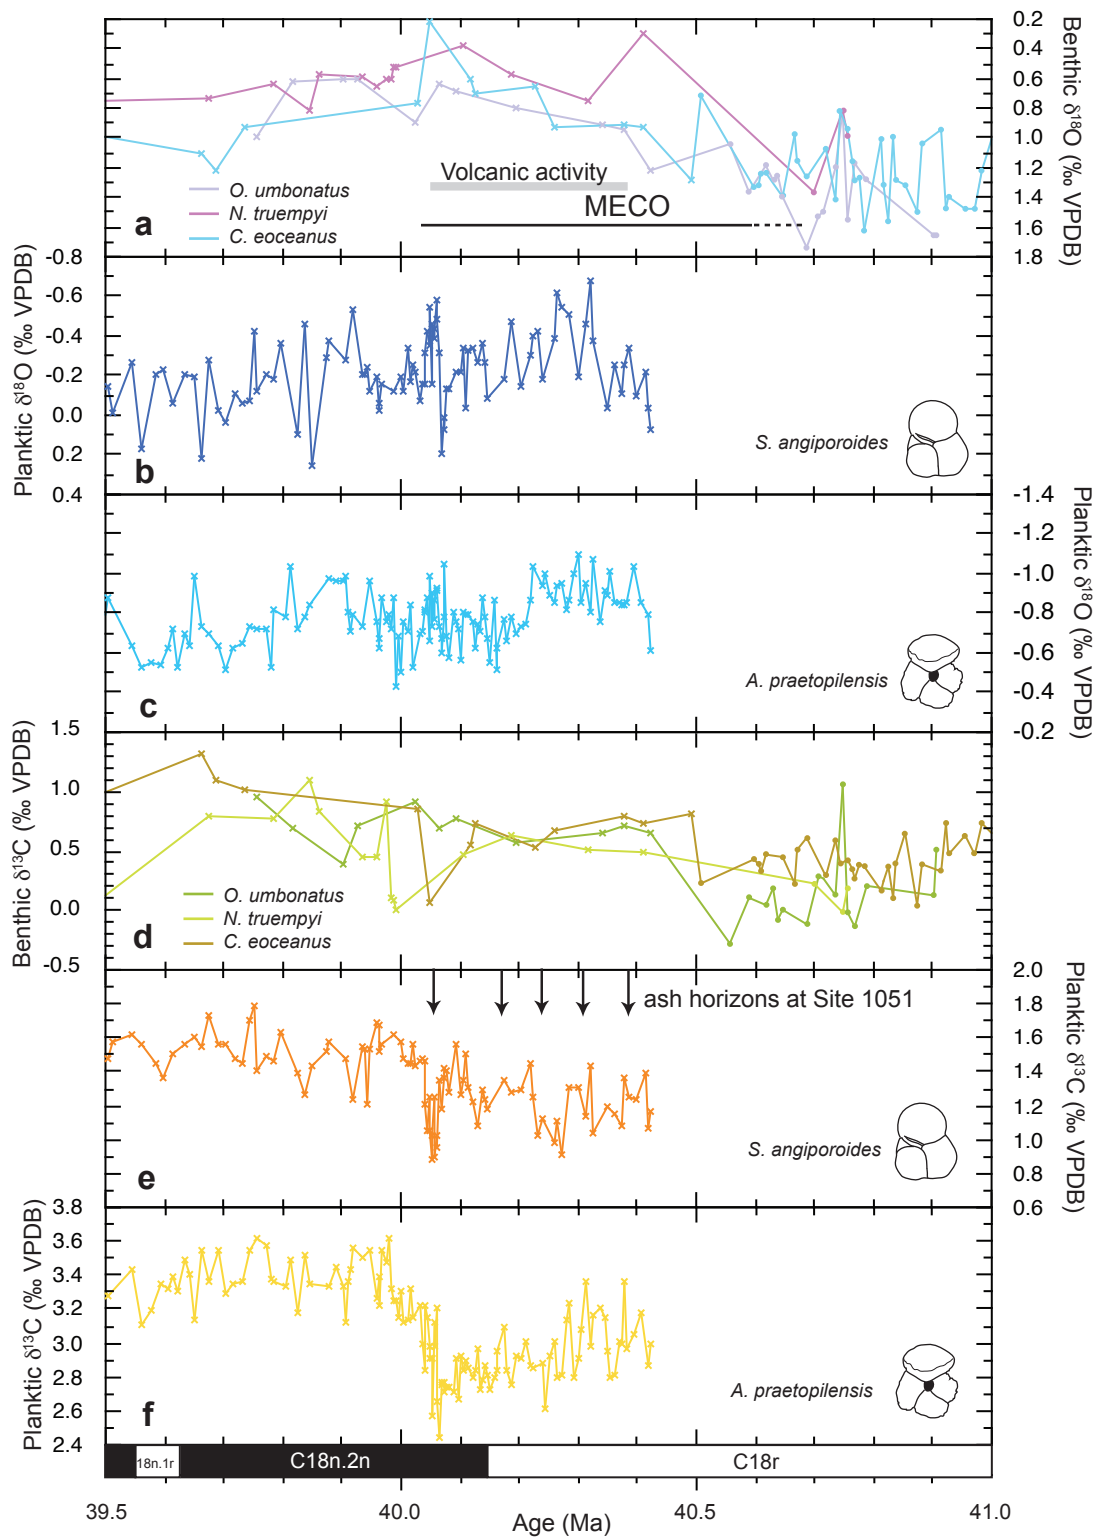 0.2
0.4
0.6
0.8
1.0
1.2
1.4
1.6
1.8
Benthic δ¹⁸O (‰ VPDB)
Volcanic activity
MECO
O. umbonatus
N. truempyi
C. eoceanus
a
-0.8
-0.6
-0.4
-0.2
0.0
0.2
0.4
Planktic δ¹⁸O (‰ VPDB)
S. angiporoides
b
-1.4
-1.2
-1.0
-0.8
-0.6
-0.4
-0.2
Planktic δ¹⁸O (‰ VPDB)
A. praetopilensis
c
1.5
1.0
0.5
0.0
-0.5
Benthic δ¹³C (‰ VPDB)
O. umbonatus
N. truempyi
C. eoceanus
d
2.0
1.8
1.6
1.4
1.2
1.0
0.8
0.6
Planktic δ¹³C (‰ VPDB)
ash horizons at Site 1051
S. angiporoides
e
3.8
3.6
3.4
3.2
3.0
2.8
2.6
2.4
Planktic δ¹³C (‰ VPDB)
A. praetopilensis
f
18n.1r
C18n.2n
C18r
39.5
40.0
40.5
41.0
Age (Ma)